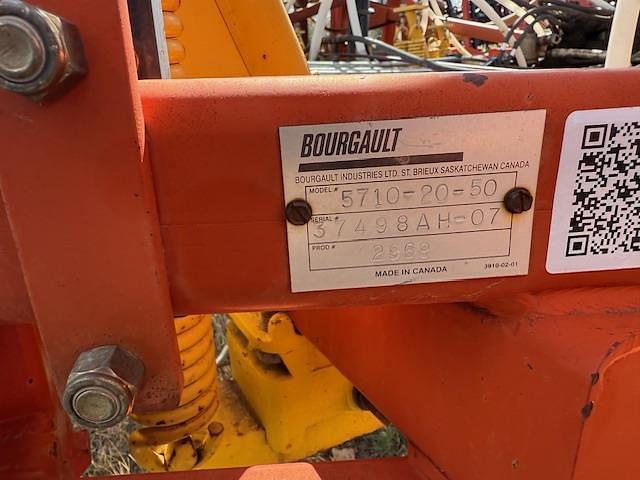 BOURGAULT
BOURGAULT INDUSTRIES LTD. ST. BRIEUX SASKATCHEWAN CANADA
MODEL # 5710-20-50
SERIAL # 37498AH-07
PROD #
MADE IN CANADA 3910-02-01